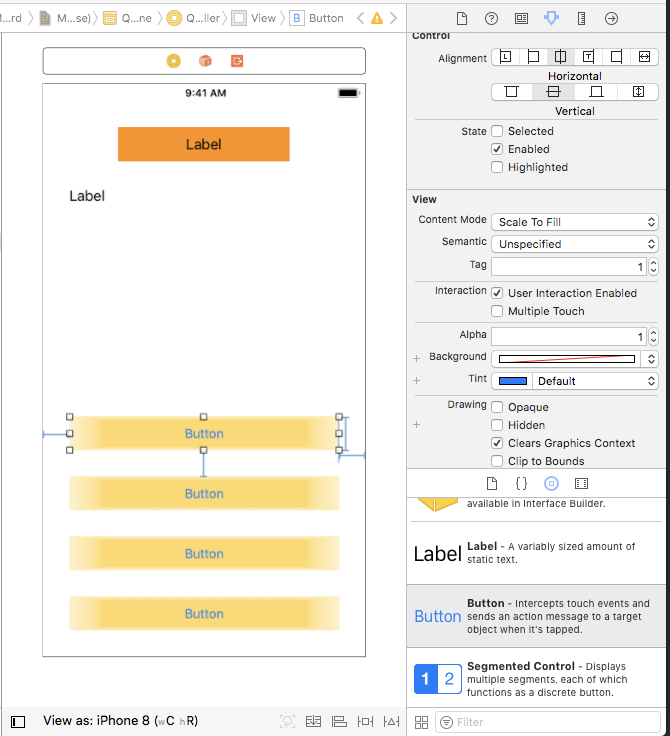 M...rd M...se) Q...ne Q...ller View B Button
9:41 AM
Label
Label
Button
Button
Button
Button
View as: iPhone 8 (wC hR)
Control
Alignment
Horizontal
Vertical
State Selected
Enabled
Highlighted
View
Content Mode Scale To Fill
Semantic Unspecified
Tag 1
Interaction User Interaction Enabled
Multiple Touch
Alpha 1
Background
Tint Default
Drawing Opaque
Hidden
Clears Graphics Context
Clip to Bounds
available in Interface Builder.
Label Label - A variably sized amount of
static text.
Button Button - Intercepts touch events and
sends an action message to a target
object when it's tapped.
1 2 Segmented Control - Displays
multiple segments, each of which
functions as a discrete button.
Filter